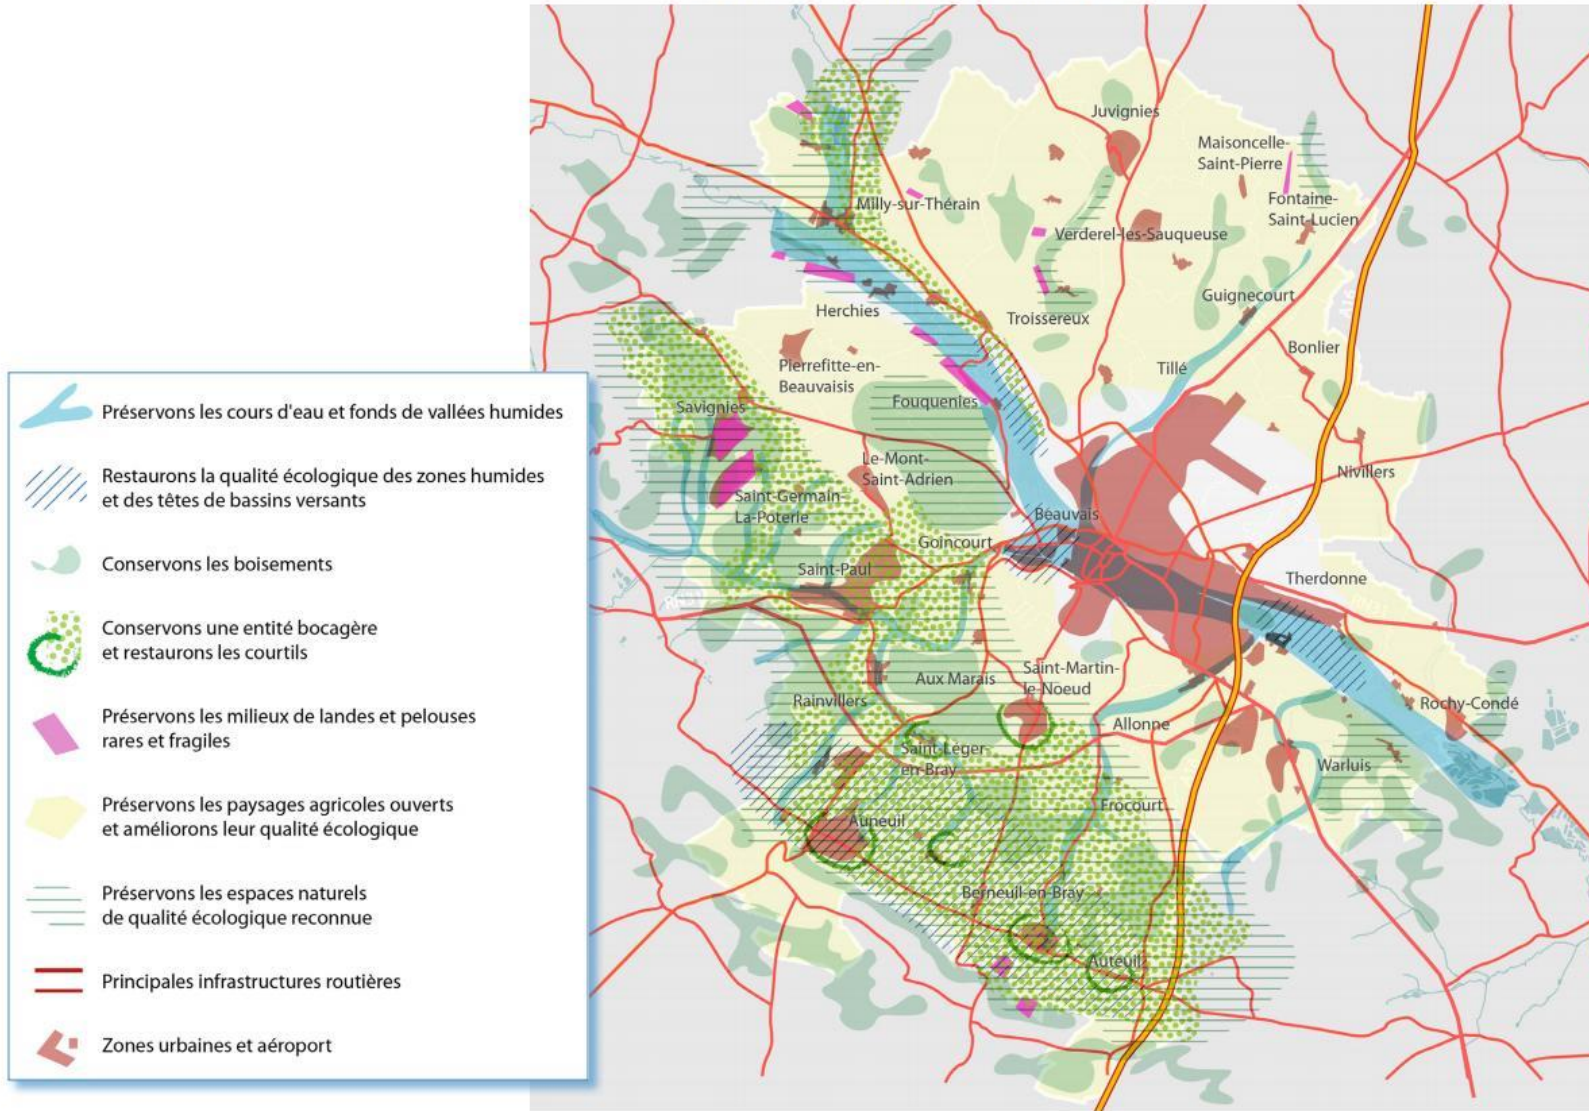 Préservons les cours d'eau et fonds de vallées humides
Restaurons la qualité écologique des zones humides
et des têtes de bassins versants
Conservons les boisements
Conservons une entité bocagère
et restaurons les courtils
Préservons les milieux de landes et pelouses
rares et fragiles
Préservons les paysages agricoles ouverts
et améliorons leur qualité écologique
Préservons les espaces naturels
de qualité écologique reconnue
Principales infrastructures routières
Zones urbaines et aéroport
Juvignies
Maisoncelle-
Saint-Pierre
Fontaine-
Saint-Lucien
Milly-sur-Thérain
Verderel-les-Sauqueuse
Guignecourt
A16
Herchies
Troissereux
Bonlier
Tillé
Pierrefitte-en-
Beauvaisis
Savignies
Fouquenies
Le-Mont-
Saint-Adrien
Nivillers
Saint-Germain-
La-Poterie
Beauvais
Goincourt
Saint-Paul
Therdonne
RN31
RN31
Aux Marais
Saint-Martin-
le-Noeud
Rainvillers
Rochy-Condé
Allonne
Saint-Léger-
en-Bray
Warluis
Frocourt
Auneuil
Berneuil-en-Bray
Auteuil